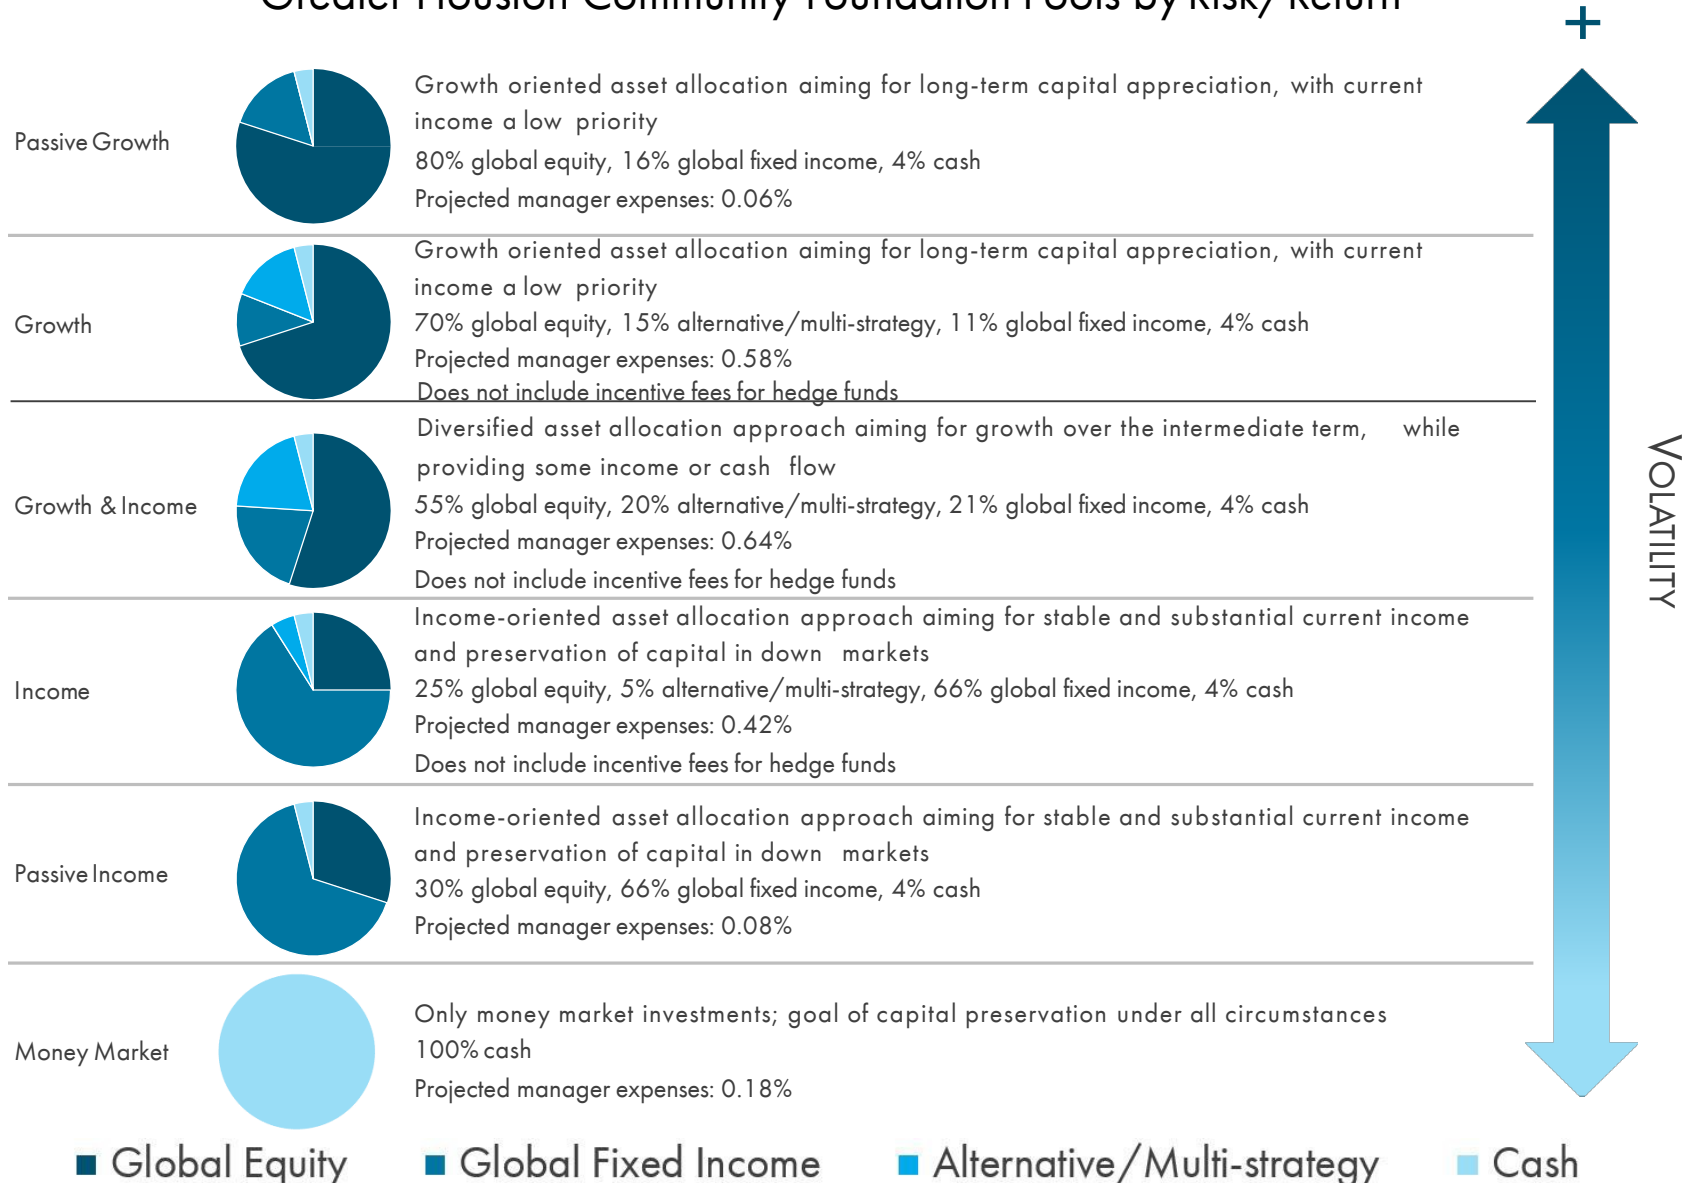 Greater Houston Community Foundation Pools by Risk/Return
+
Passive Growth
Growth oriented asset allocation aiming for long-term capital appreciation, with current
income a low priority
80% global equity, 16% global fixed income, 4% cash
Projected manager expenses: 0.06%
Growth
Growth oriented asset allocation aiming for long-term capital appreciation, with current
income a low priority
70% global equity, 15% alternative/multi-strategy, 11% global fixed income, 4% cash
Projected manager expenses: 0.58%
Does not include incentive fees for hedge funds
Growth & Income
Diversified asset allocation approach aiming for growth over the intermediate term, while
providing some income or cash flow
55% global equity, 20% alternative/multi-strategy, 21% global fixed income, 4% cash
Projected manager expenses: 0.64%
Does not include incentive fees for hedge funds
VOLATILITY
Income
Income-oriented asset allocation approach aiming for stable and substantial current income
and preservation of capital in down markets
25% global equity, 5% alternative/multi-strategy, 66% global fixed income, 4% cash
Projected manager expenses: 0.42%
Does not include incentive fees for hedge funds
Passive Income
Income-oriented asset allocation approach aiming for stable and substantial current income
and preservation of capital in down markets
30% global equity, 66% global fixed income, 4% cash
Projected manager expenses: 0.08%
Money Market
Only money market investments; goal of capital preservation under all circumstances
100% cash
Projected manager expenses: 0.18%
Global Equity
Global Fixed Income
Alternative/Multi-strategy
Cash